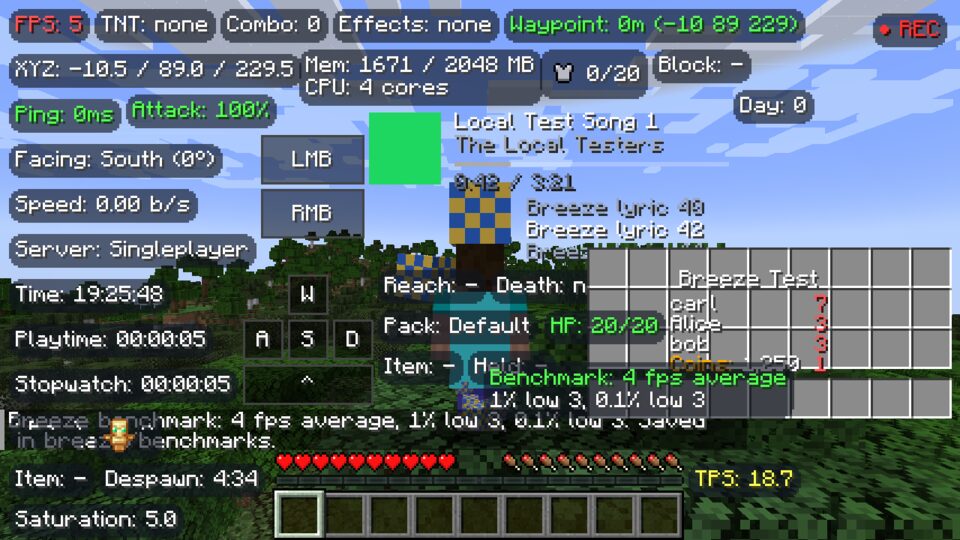 FPS: 5 TNT: none Combo: 0 Effects: none Waypoint: 0m (-10 89 229) • REC
XYZ: -10.5 / 89.0 / 229.5 Mem: 1671 / 2048 MB 0/20 Block: -
CPU: 4 cores
Ping: 0ms Attack: 100% Day: 0
Local Test Song 1
The Local Testers
Facing: South (0°) LMB
0:42 / 3:21
Speed: 0.00 b/s RMB
Breeze lyric 40
Breeze lyric 42
Server: Singleplayer
Breeze Test
Reach: - Death:
Time: 19:25:48 W
carl 7
Alice 3
Pack: Default HP: 20/20
Playtime: 00:00:05 A S D
bob 3
Coins: 1,250 1
Item: -
Stopwatch: 00:00:05 ^
Benchmark: 4 fps average
1% low 3, 0.1% low 3
Breeze benchmark: 4 fps average, 1% low 3, 0.1% low 3. Saved
in breeze-benchmarks.
Item: - Despawn: 4:34 TPS: 18.7
Saturation: 5.0